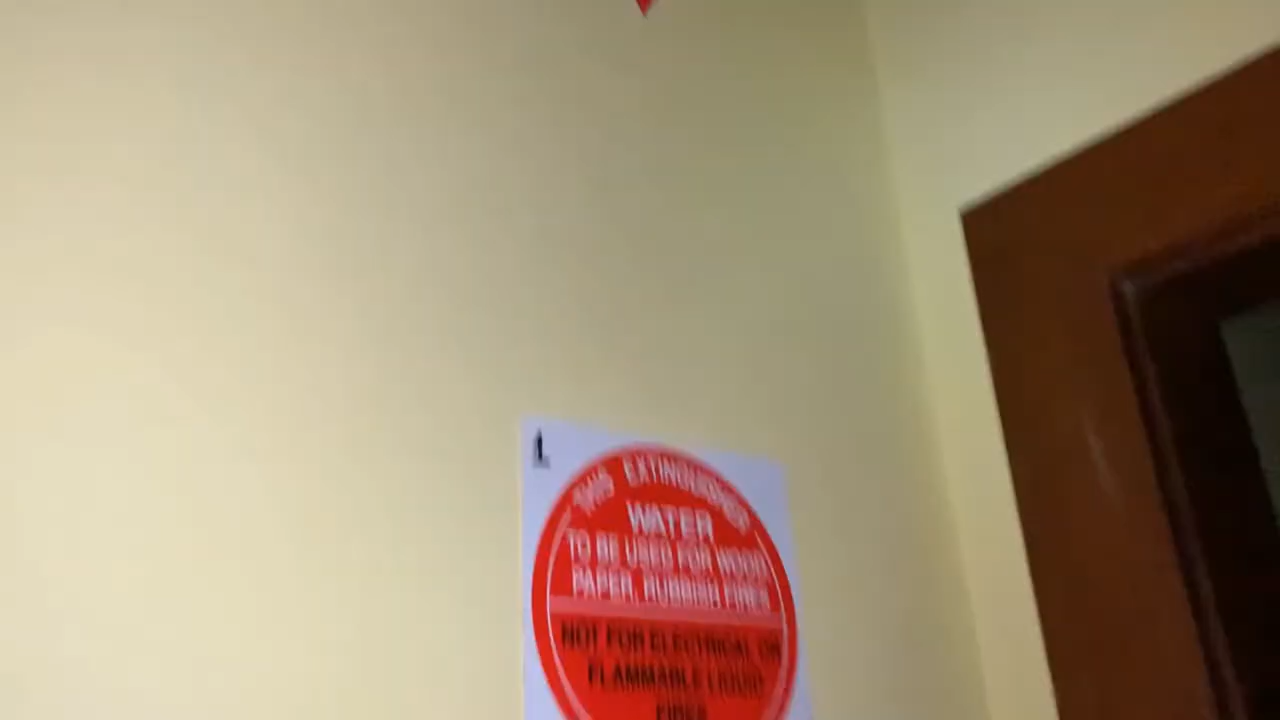 THIS EXTINGUISHER
WATER
TO BE USED FOR WOOD
PAPER, RUBBISH FIRES
NOT FOR ELECTRICAL OR
FLAMMABLE LIQUID
FIRES